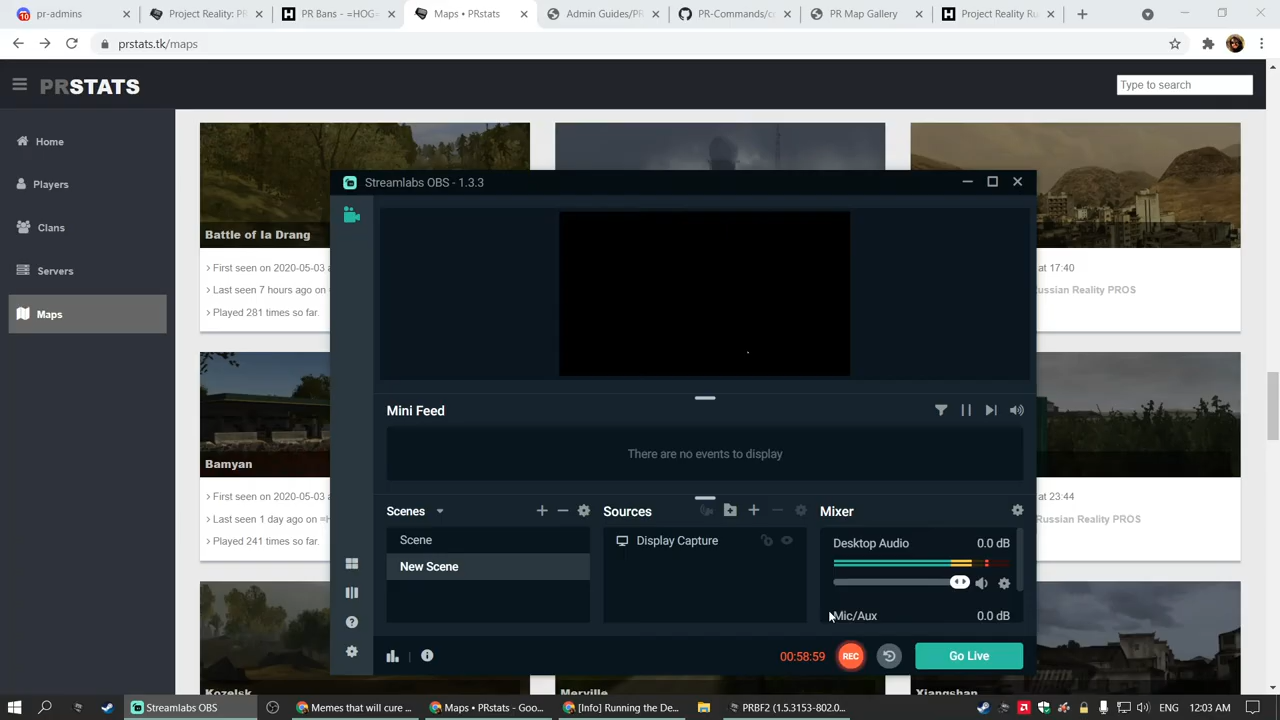 10 pr-admins
Project Reality: P
PR Bans - =HOG=
Maps • PRstats
Admin Guides/PR
PR-Commands/c
PR Map Gallery
Project Reality Ru
prstats.tk/maps
PRSTATS
Type to search
Home
Players
Clans
Servers
Maps
Battle of Ia Drang
> First seen on 2020-05-03 a
> Last seen 7 hours ago on
> Played 281 times so far.
at 17:40
Russian Reality PROS
Bamyan
> First seen on 2020-05-03
> Last seen 1 day ago on =H
> Played 241 times so far.
at 23:44
Russian Reality PROS
Kozelsk
Merville
Xiangshan
Streamlabs OBS - 1.3.3
Mini Feed
There are no events to display
Scenes
Scene
New Scene
Sources
Display Capture
Mixer
Desktop Audio 0.0 dB
Mic/Aux 0.0 dB
00:58:59
REC
Go Live
Streamlabs OBS
Memes that will cure ...
Maps • PRstats - Goo...
[Info] Running the De...
PRBF2 (1.5.3153-802.0...
ENG
12:03 AM